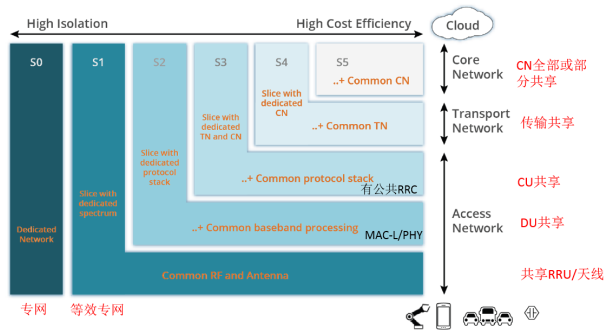 High Isolation
High Cost Efficiency
Cloud
S0
S1
S2
S3
S4
S5
..+ Common CN
Core
Network
CN全部或部
分共享
Slice with
dedicated
CN
..+ Common TN
Transport
Network
传输共享
Slice with
dedicated
TN and CN
..+ Common protocol stack
有公共RRC
CU共享
Slice with
dedicated
protocol
stack
..+ Common baseband processing
MAC-L/PHY
Access
Network
DU共享
Slice with
dedicated
spectrum
Dedicated
Network
Common RF and Antenna
共享RRU/天线
专网
等效专网